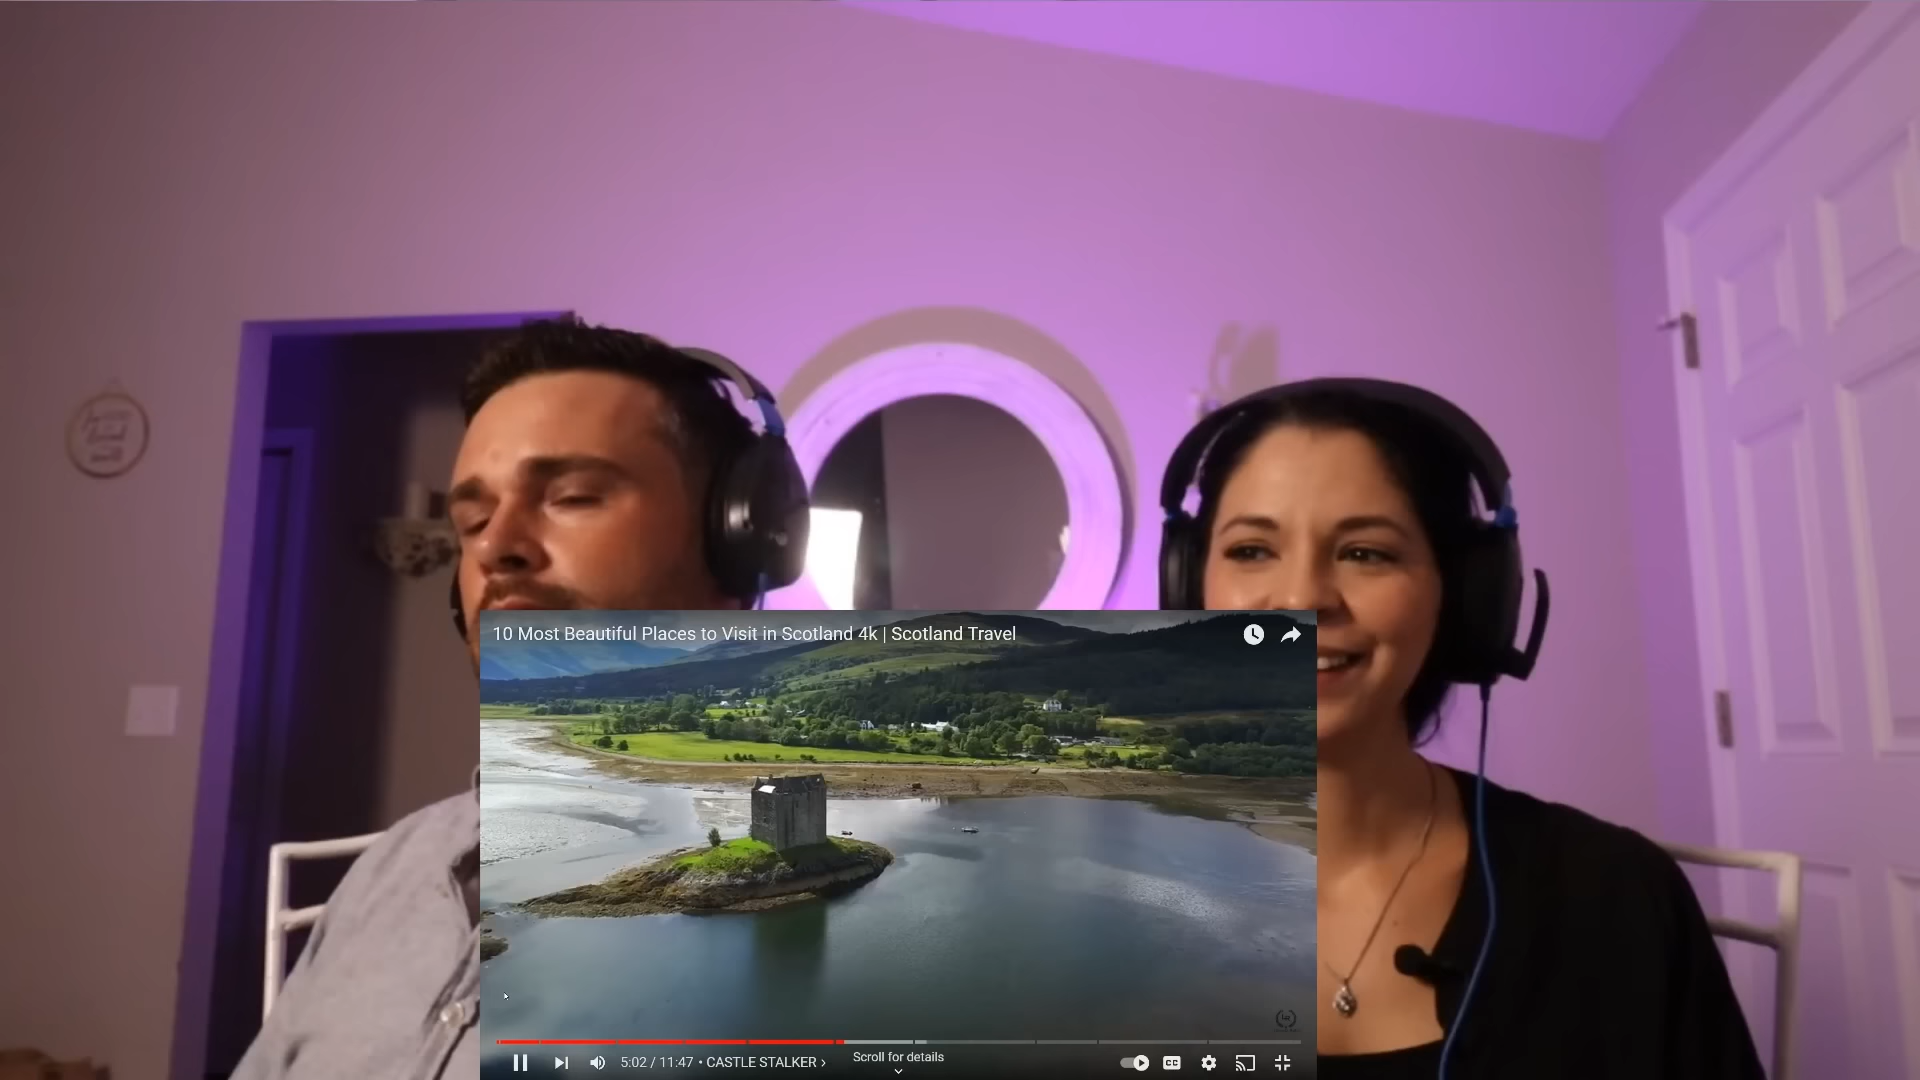 10 Most Beautiful Places to Visit in Scotland 4k | Scotland Travel
5:02 / 11:47 • CASTLE STALKER ›
Scroll for details
CC